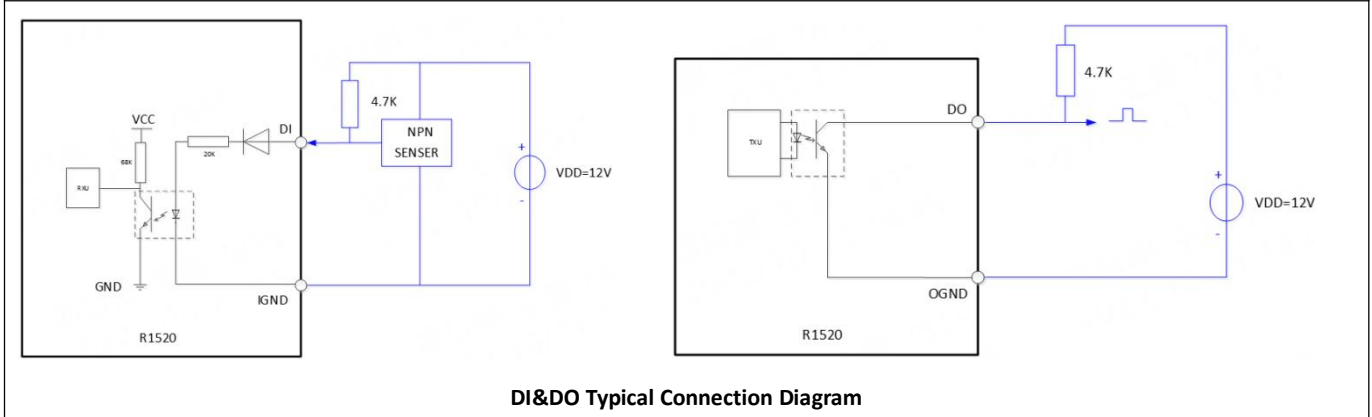 4.7K
VCC
DI
NPN
SENSER
68K
20K
+
VDD=12V
-
RXU
GND
IGND
R1520
4.7K
DO
TXU
+
VDD=12V
-
OGND
R1520
DI&DO Typical Connection Diagram